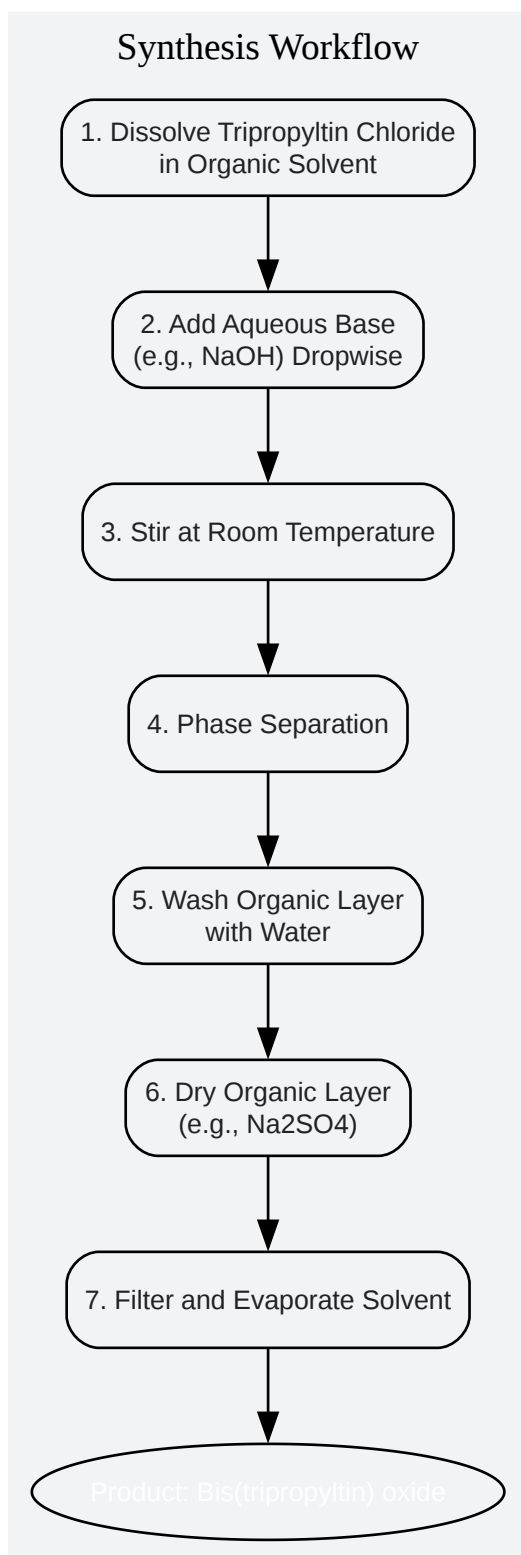 Synthesis Workflow
1. Dissolve Tripropyltin Chloride
in Organic Solvent
2. Add Aqueous Base
(e.g., NaOH) Dropwise
3. Stir at Room Temperature
4. Phase Separation
5. Wash Organic Layer
with Water
6. Dry Organic Layer
(e.g., Na2SO4)
7. Filter and Evaporate Solvent
Product: Bis(tripropyltin) oxide